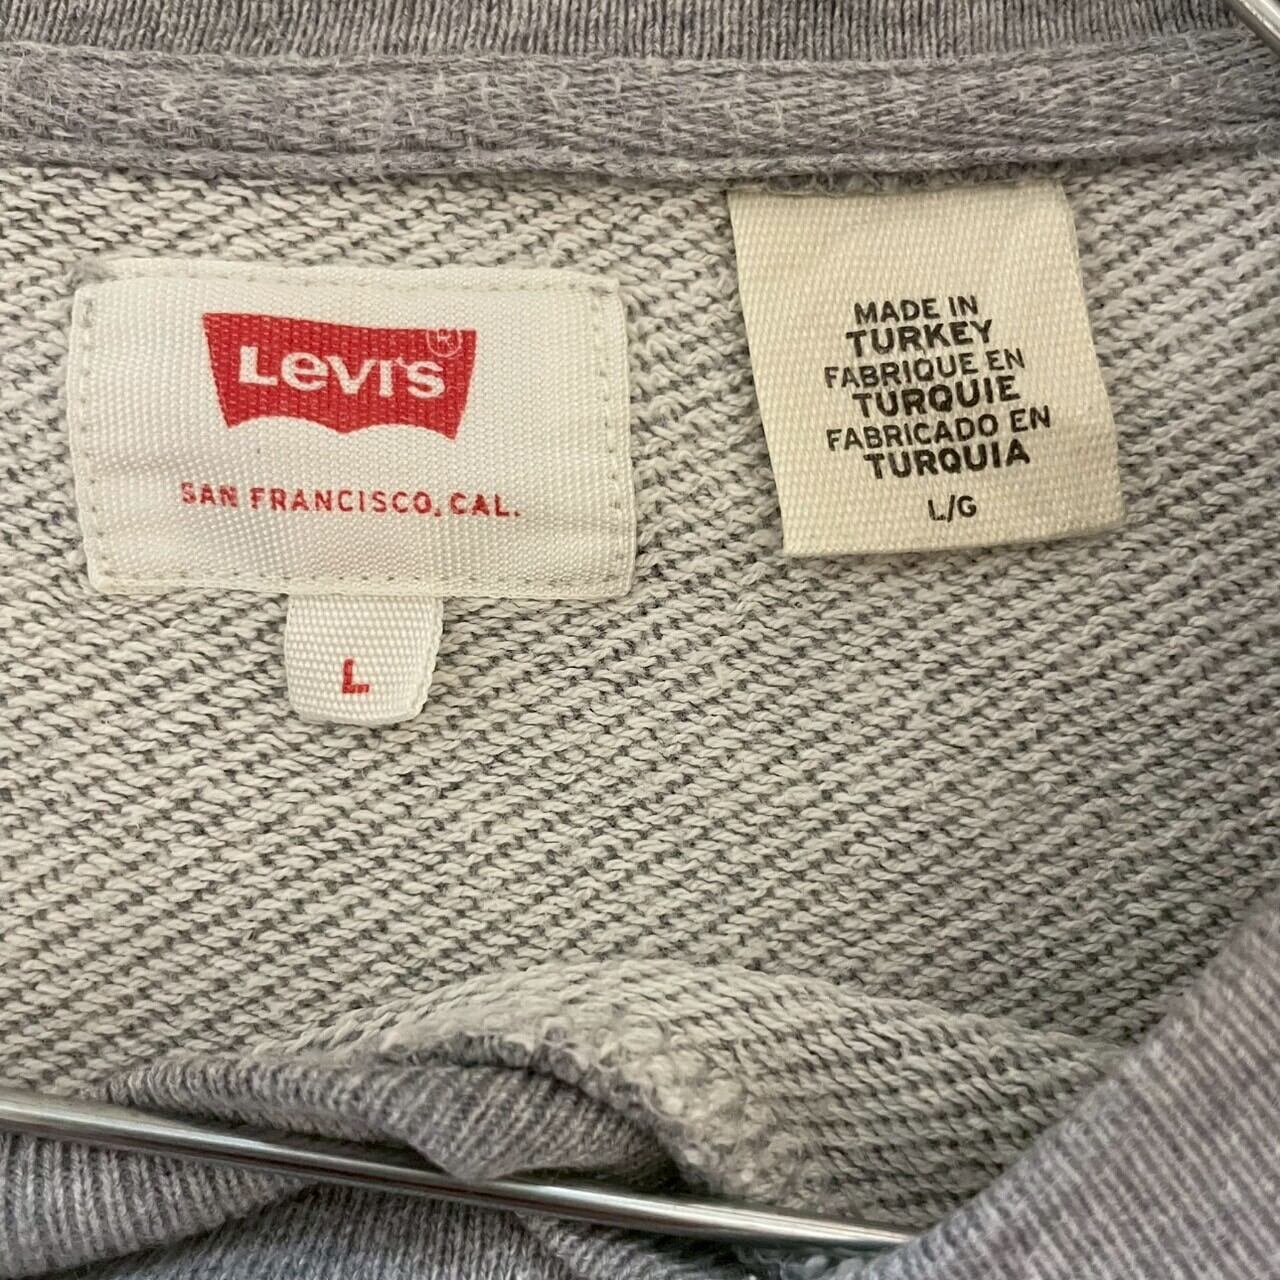 Levi's®
SAN FRANCISCO, CAL.
L
MADE IN
TURKEY
FABRIQUE EN
TURQUIE
FABRICADO EN
TURQUIA
L/G